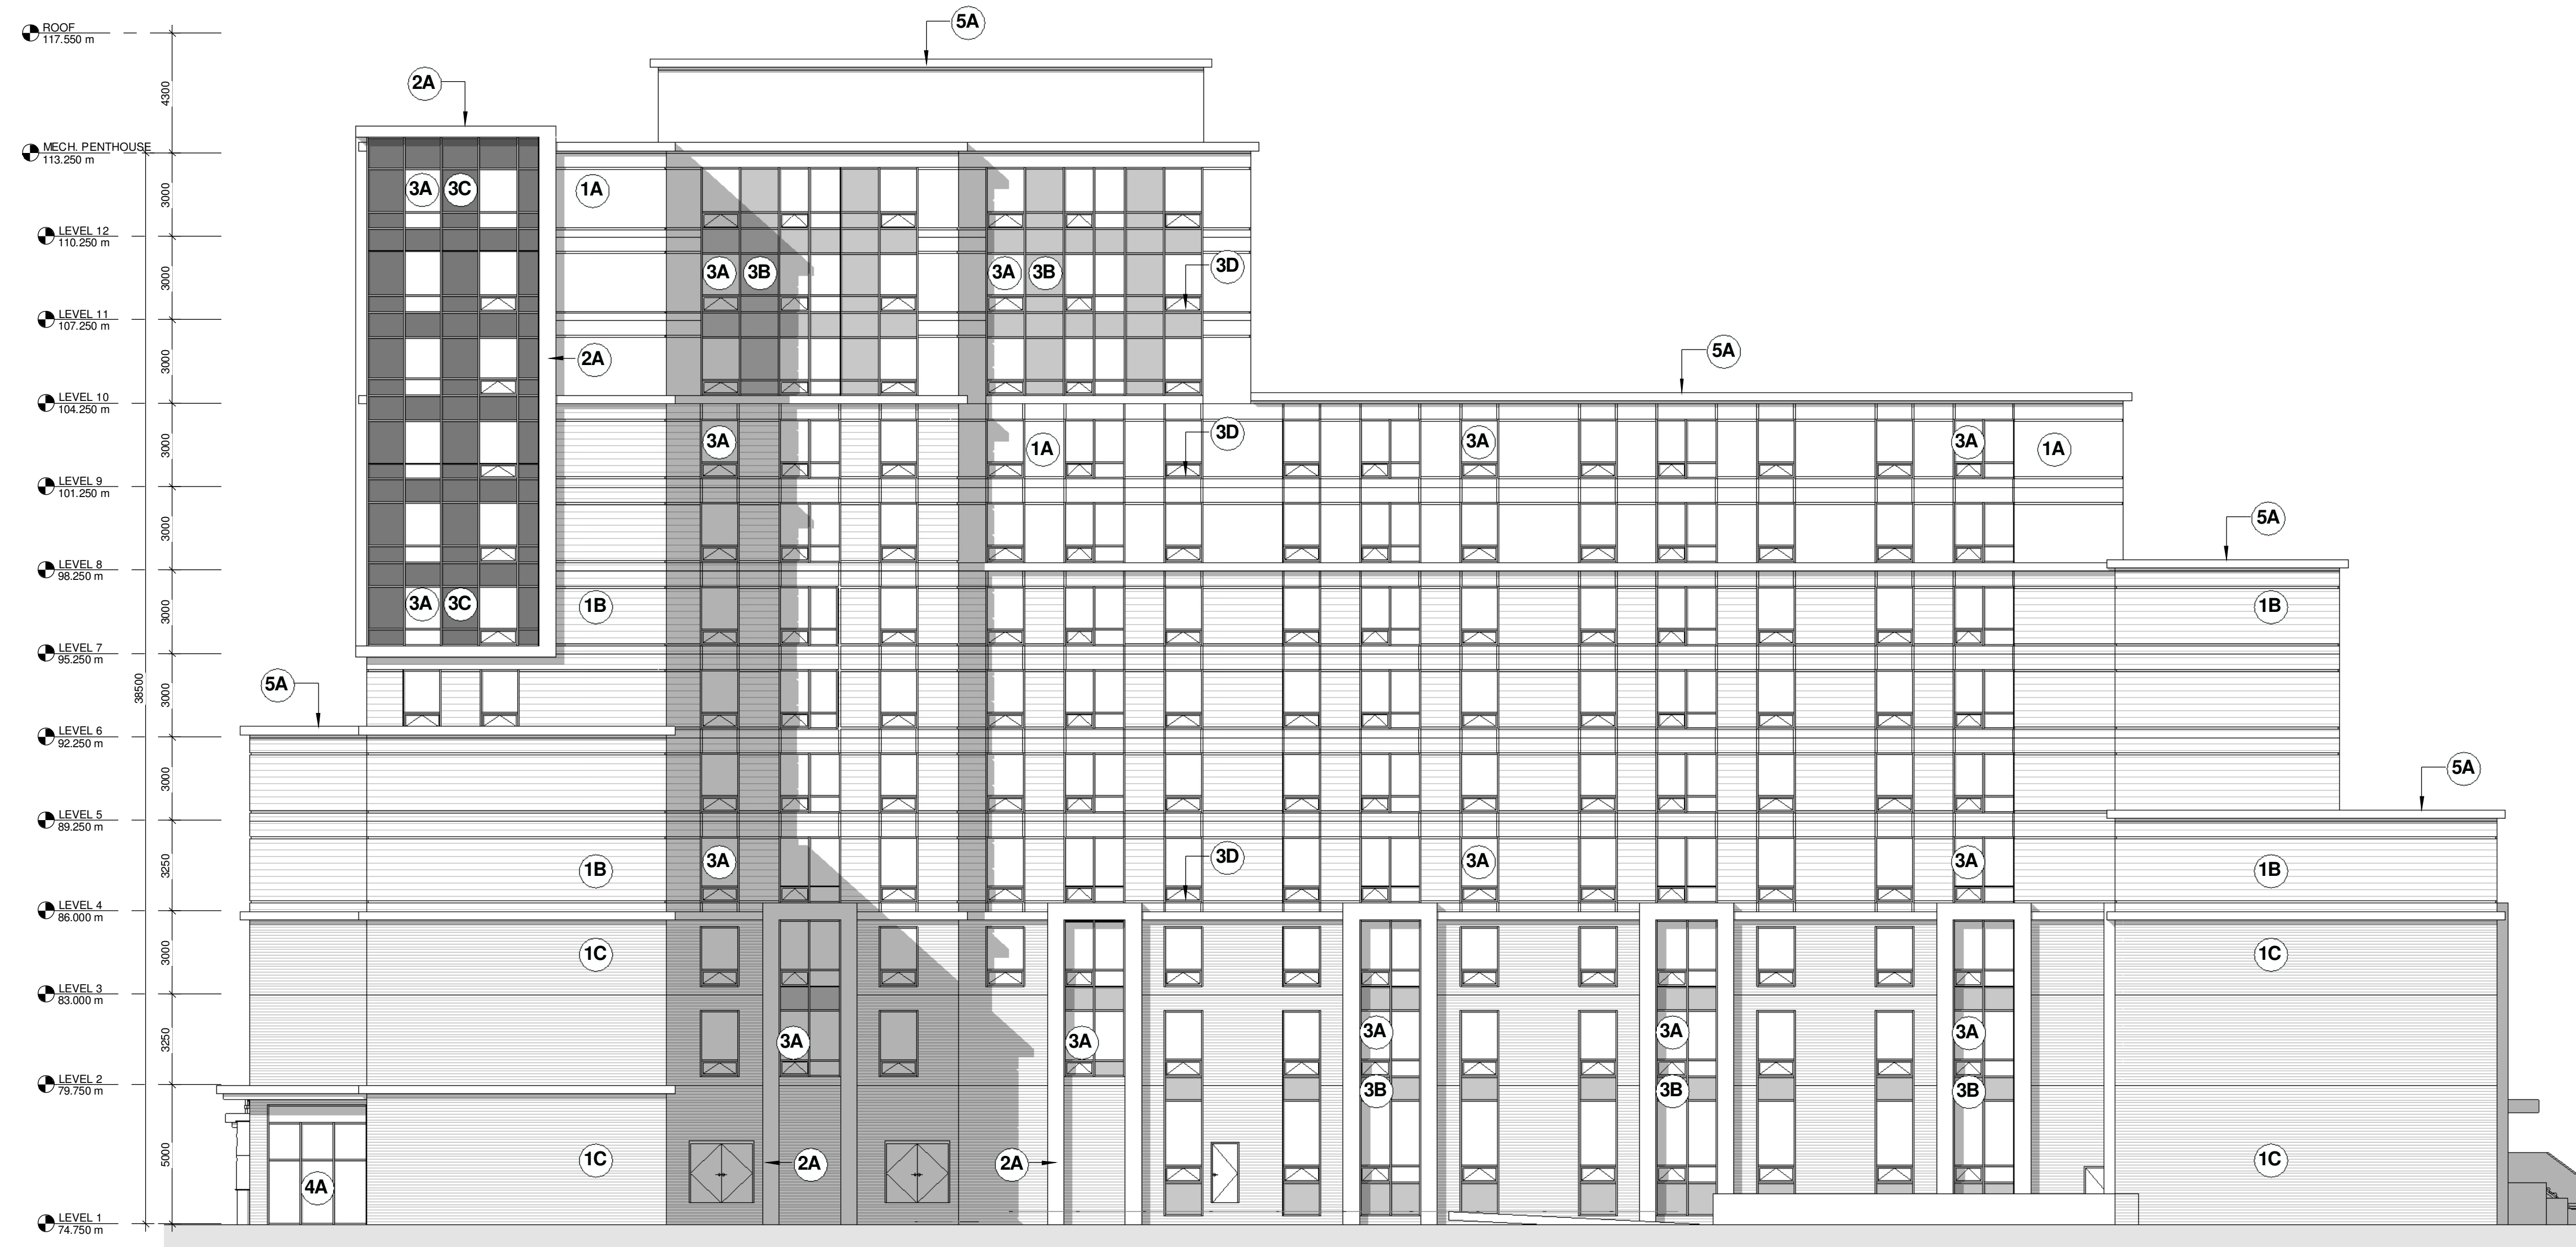 5A
ROOF
117.550 m
4300
2A
MECH. PENTHOUSE
113.250 m
3A 3C
1A
3000
LEVEL 12
110.250 m
3A 3B
3A 3B
3D
3000
LEVEL 11
107.250 m
2A
5A
3000
LEVEL 10
104.250 m
3A
1A
3D
3A
3A
1A
3000
LEVEL 9
101.250 m
5A
3000
LEVEL 8
98.250 m
3A 3C
1B
1B
3000
LEVEL 7
95.250 m
38500
5A
3000
LEVEL 6
92.250 m
5A
3000
LEVEL 5
89.250 m
1B
3A
3D
3A
3A
1B
3250
LEVEL 4
86.000 m
1C
1C
3000
LEVEL 3
83.000 m
3A
3A
3A
3A
3A
3250
LEVEL 2
79.750 m
3B
3B
3B
1C
2A
2A
1C
5000
4A
LEVEL 1
74.750 m